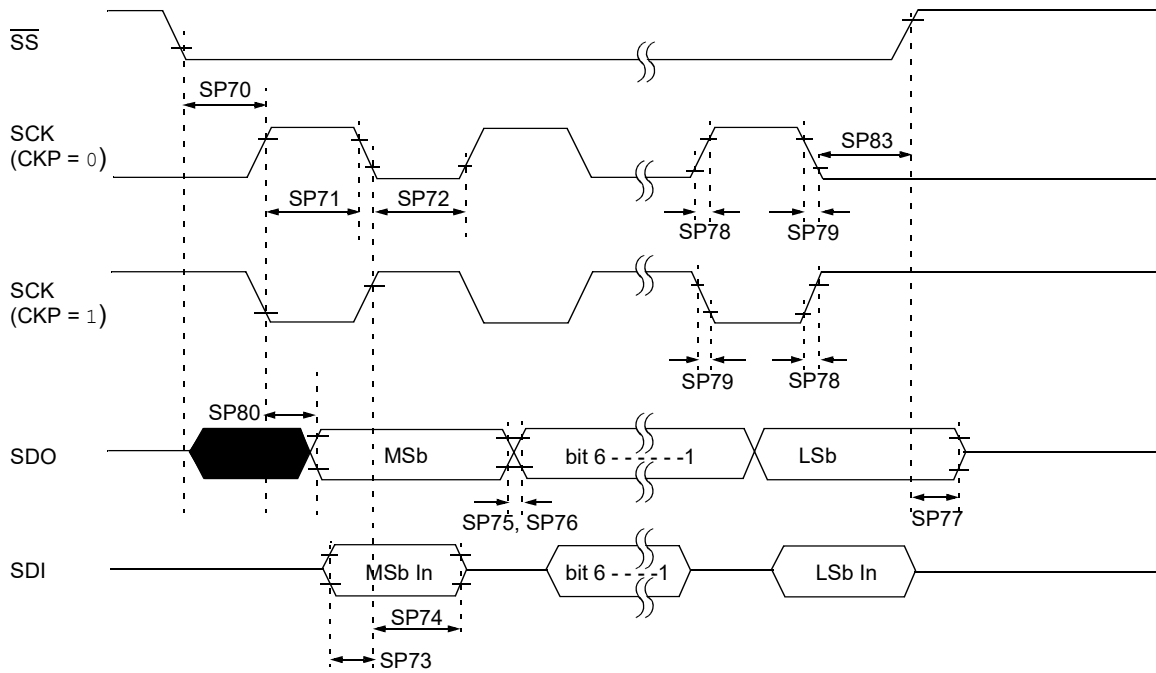 SS
SP70
SCK
(CKP = 0)
SP83
SP71
SP72
SP78
SP79
SCK
(CKP = 1)
SP79
SP78
SP80
SDO
MSb
bit 6 - - - - - -1
LSb
SP75, SP76
SP77
SDI
MSb In
bit 6 - - - -1
LSb In
SP74
SP73